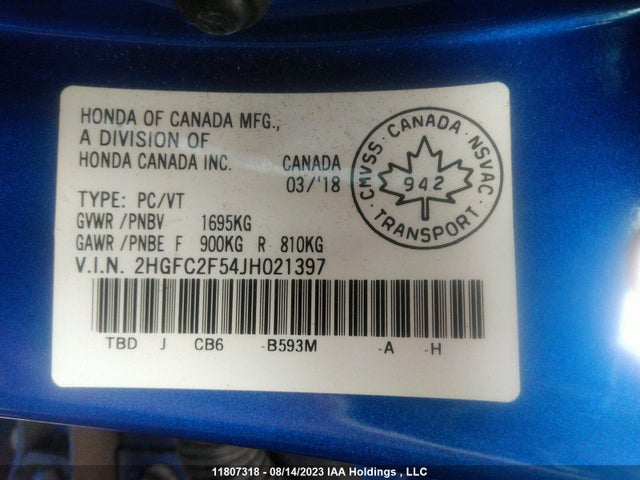 HONDA OF CANADA MFG.,
A DIVISION OF
HONDA CANADA INC. CANADA
03/'18
TYPE: PC/VT
GVWR /PNBV 1695KG
GAWR /PNBE F 900KG R 810KG
V.I.N. 2HGFC2F54JH021397
TBD J CB6 -B593M -A -H
CMVSS · CANADA · NSVAC
942
· TRANSPORT ·
11807318 - 08/14/2023 IAA Holdings , LLC